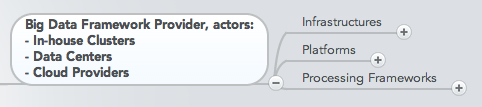 Big Data Framework Provider, actors:
- In-house Clusters
- Data Centers
- Cloud Providers
Infrastructures
Platforms
Processing Frameworks